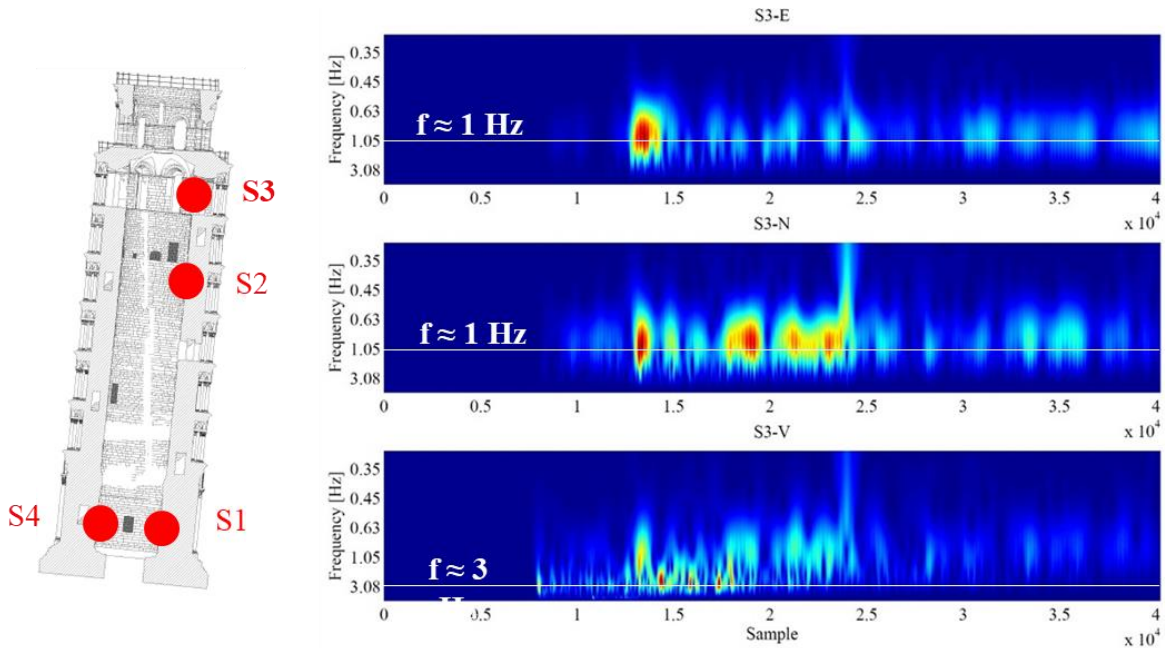 S3-E
Frequency [Hz]
0.35
0.45
0.63
1.05
3.08
f ≈ 1 Hz
0 0.5 1 1.5 2 2.5 3 3.5 4
x 10⁴
S3-N
Frequency [Hz]
0.35
0.45
0.63
1.05
3.08
f ≈ 1 Hz
0 0.5 1 1.5 2 2.5 3 3.5 4
x 10⁴
S3-V
Frequency [Hz]
0.35
0.45
0.63
1.05
3.08
f ≈ 3
0 0.5 1 1.5 2 2.5 3 3.5 4
Sample
x 10⁴
S3
S2
S4
S1